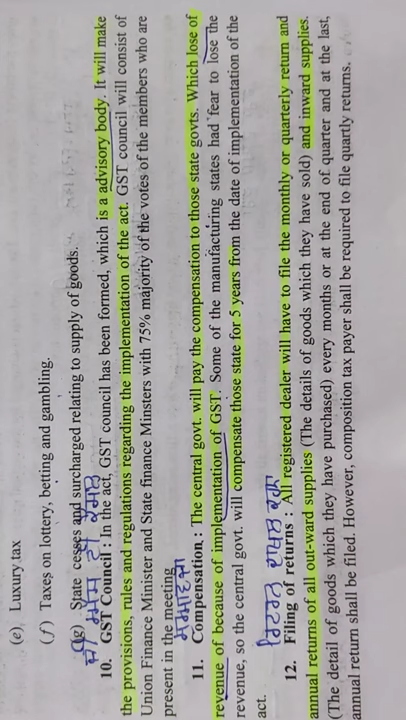 (e) Luxury tax
(f) Taxes on lottery, betting and gambling.
(g) State cesses and surcharged relating to supply of goods.
ਜੀ ਐਸ ਟੀ ਕੌਂਸਲ
10. GST Council : In the act, GST council has been formed, which is a advisory body. It will make
the provisions, rules and regulations regarding the implementation of the act. GST council will consist of
Union Finance Minister and State finance Minsters with 75% majority of the votes of the members who are
present in the meeting
ਮੁਆਵਜ਼ਾ
11. Compensation : The central govt. will pay the compensation to those state govts. Which lose of
revenue of because of implementation of GST. Some of the manufacturing states had fear to lose the
revenue, so the central govt. will compensate those state for 5 years from the date of implementation of the
act.
ਰਿਟਰਨ ਦਾਖਲ ਕਰਨਾ
12. Filing of returns : All registered dealer will have to file the monthly or quarterly return and
annual returns of all out-ward supplies (The details of goods which they have sold) and inward supplies.
(The detail of goods which they have purchased) every months or at the end of quarter and at the last,
annual return shall be filed. However, composition tax payer shall be required to file quartly returns.